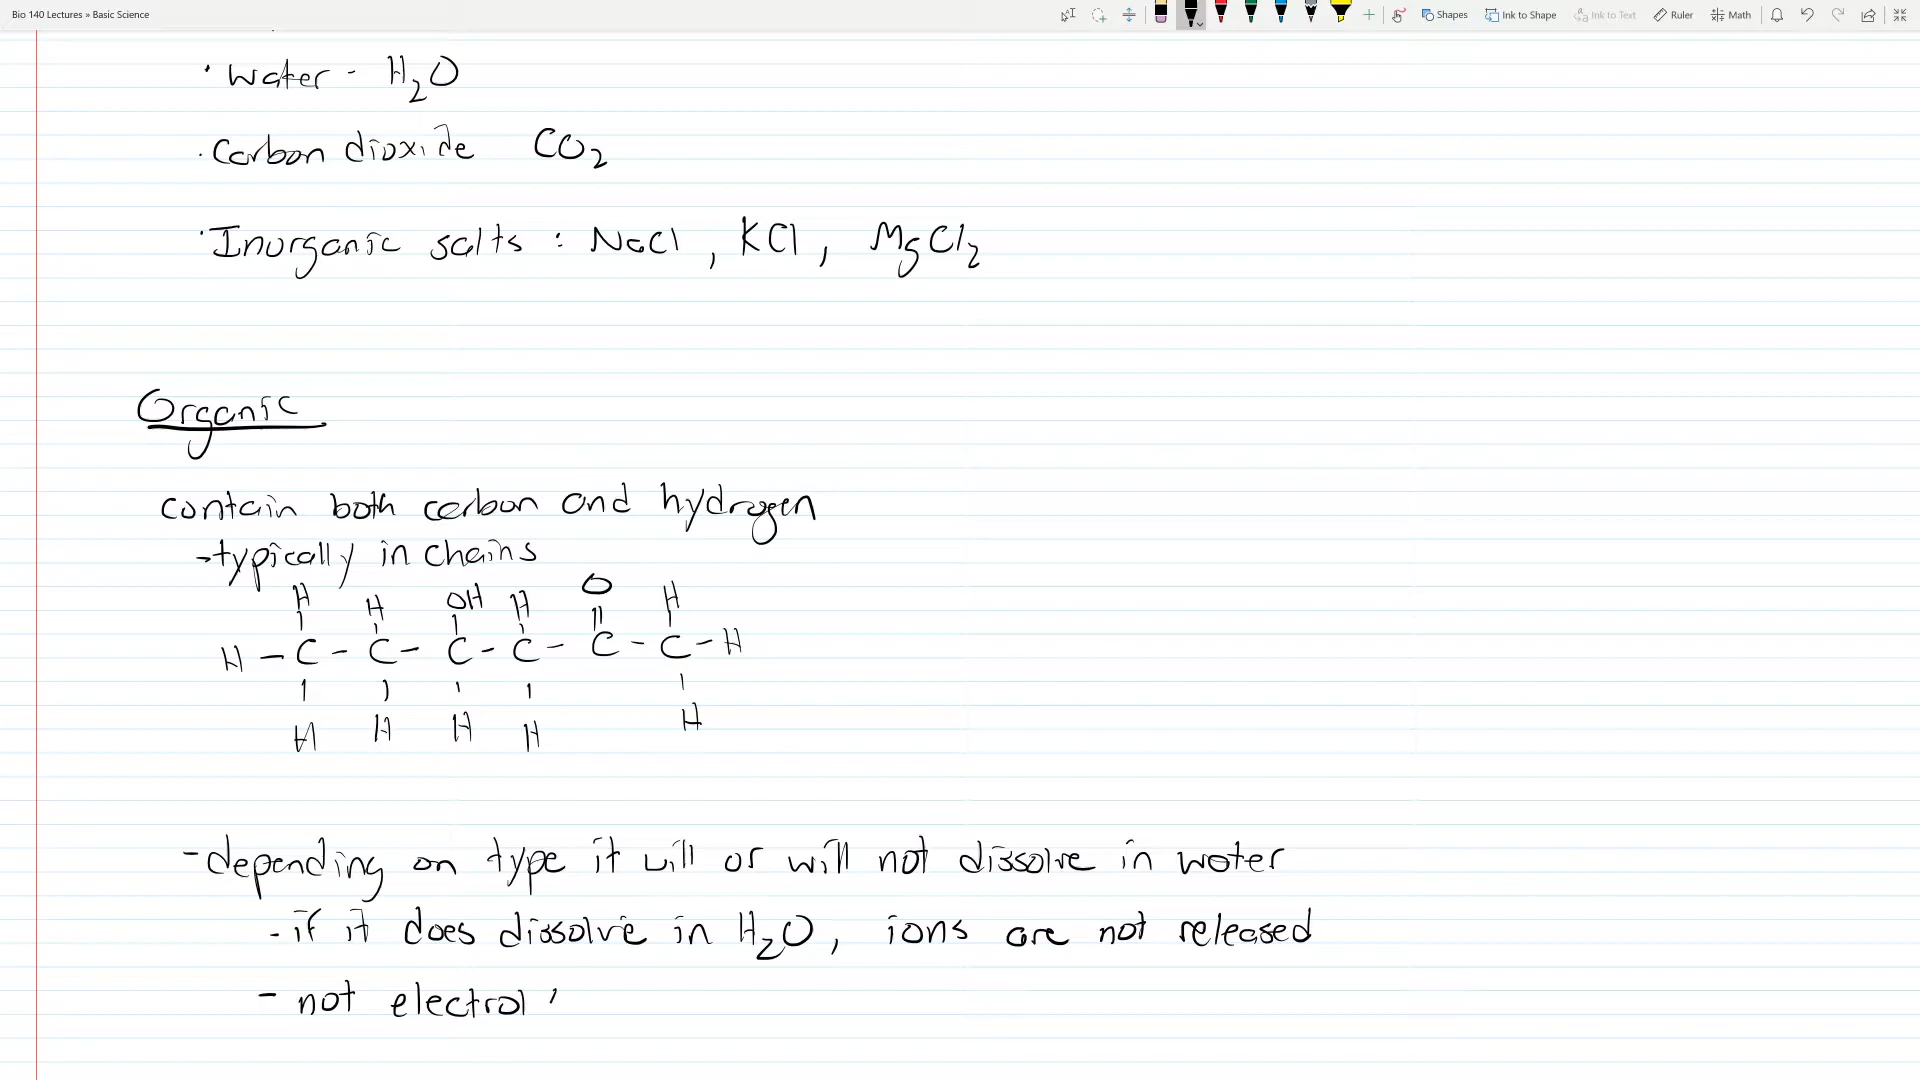 Bio 140 Lectures » Basic Science
Shapes Ink to Shape Ink to Text Ruler Math
· Water - H₂O
· Carbon dioxide CO₂
· Inorganic salts : NaCl , KCl , MgCl₂
Organic
contain both carbon and hydrogen
- typically in chains
H H OH H O H
H - C - C - C - C - C - C - H
H H H H H
- depending on type it will or will not dissolve in water
- if it does dissolve in H₂O, ions are not released
- not electrol